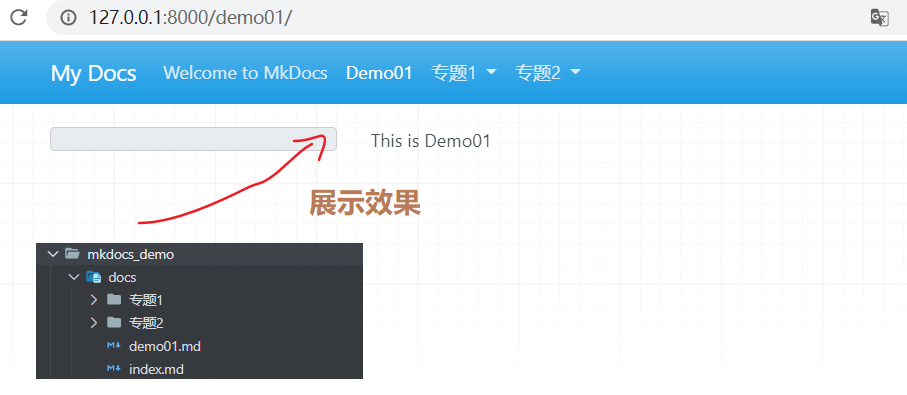 127.0.0.1:8000/demo01/
My Docs Welcome to MkDocs Demo01 专题1 专题2
This is Demo01
展示效果
mkdocs_demo
docs
专题1
专题2
demo01.md
index.md